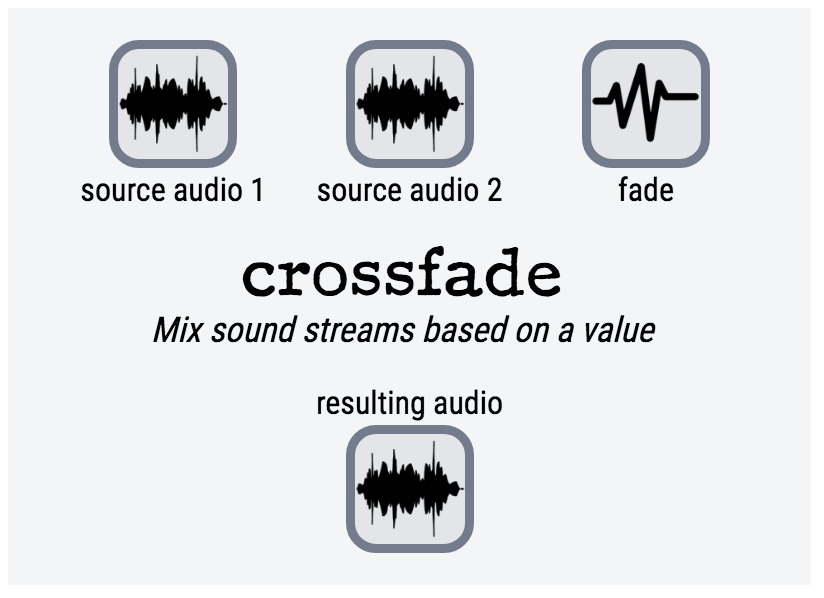 source audio 1 source audio 2 fade
crossfade
Mix sound streams based on a value
resulting audio